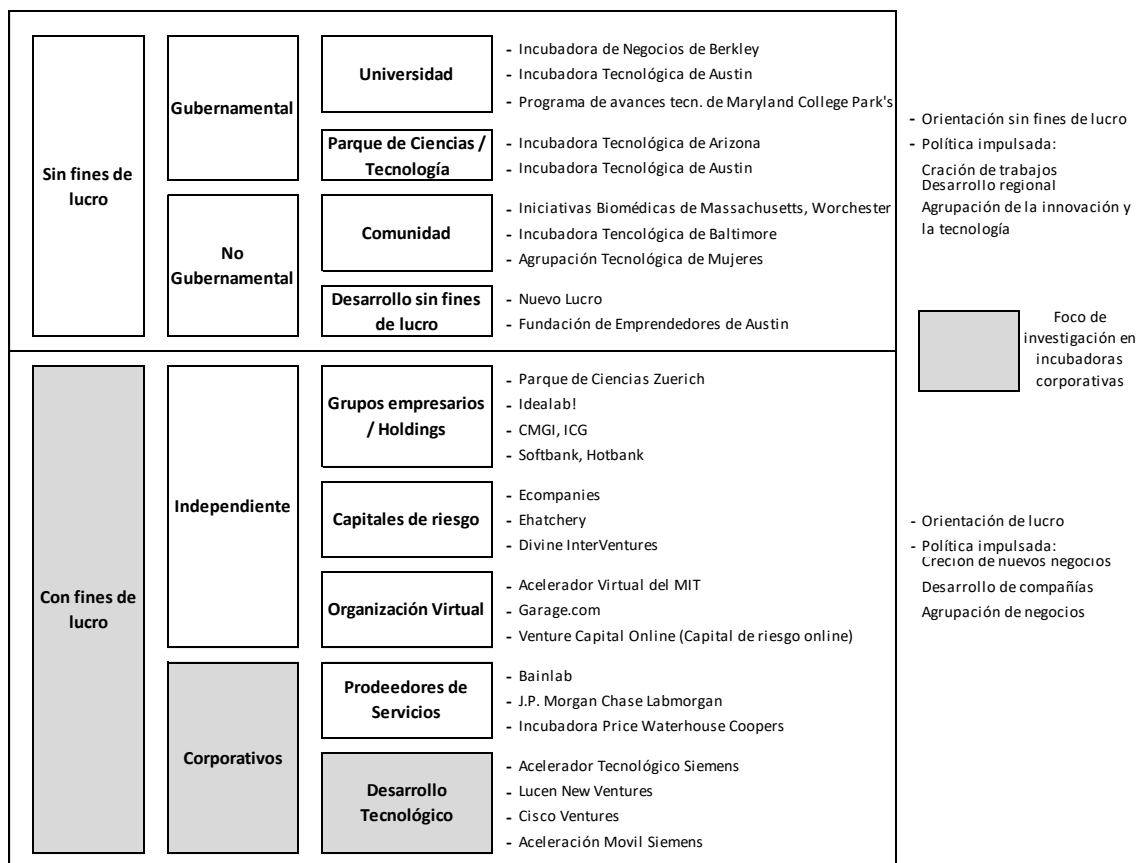 Sin fines de
lucro
Gubernamental
Universidad
- Incubadora de Negocios de Berkley
- Incubadora Tecnológica de Austin
- Programa de avances tecn. de Maryland College Park's
Parque de Ciencias /
Tecnología
- Incubadora Tecnológica de Arizona
- Incubadora Tecnológica de Austin
No
Gubernamental
Comunidad
- Iniciativas Biomédicas de Massachusetts, Worchester
- Incubadora Tencológica de Baltimore
- Agrupación Tecnológica de Mujeres
Desarrollo sin fines
de lucro
- Nuevo Lucro
- Fundación de Emprendedores de Austin
- Orientación sin fines de lucro
- Política impulsada:
Cración de trabajos
Desarrollo regional
Agrupación de la innovación y
la tecnología
Foco de
investigación en
incubadoras
corporativas
Con fines de
lucro
Independiente
Grupos empresarios
/ Holdings
- Parque de Ciencias Zuerich
- Idealab!
- CMGI, ICG
- Softbank, Hotbank
Capitales de riesgo
- Ecompanies
- Ehatchery
- Divine InterVentures
Organización Virtual
- Acelerador Virtual del MIT
- Garage.com
- Venture Capital Online (Capital de riesgo online)
Corporativos
Prodeedores de
Servicios
- Bainlab
- J.P. Morgan Chase Labmorgan
- Incubadora Price Waterhouse Coopers
Desarrollo
Tecnológico
- Acelerador Tecnológico Siemens
- Lucen New Ventures
- Cisco Ventures
- Aceleración Movil Siemens
- Orientación de lucro
- Política impulsada:
Creción de nuevos negocios
Desarrollo de compañías
Agrupación de negocios